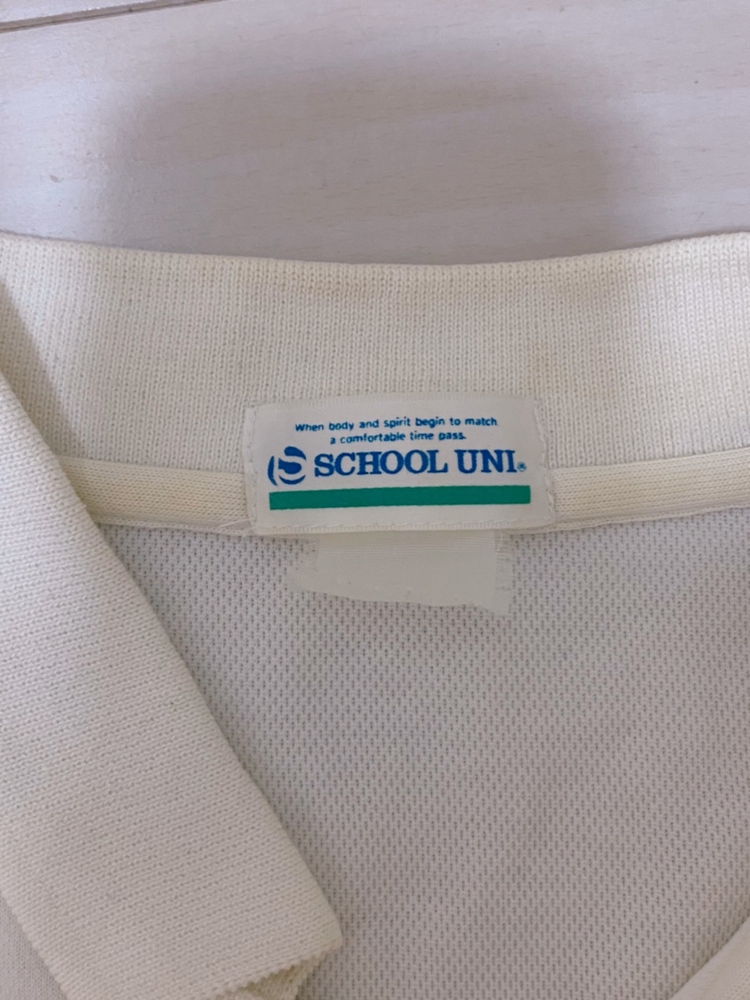 When body and spirit begin to match
a comfortable time pass.
S SCHOOL UNI®